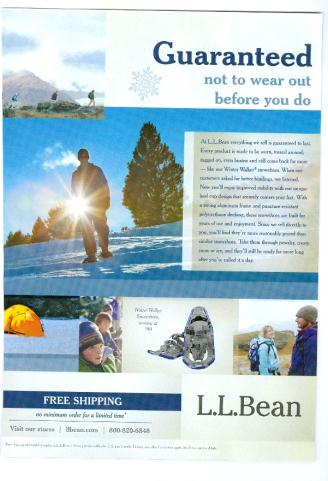 Guaranteed
not to wear out
before you do
At L.L.Bean everything we sell is guaranteed to last.
Every product is made to be worn, tossed around,
tugged on, even beaten and still come back for more
— like our Winter Walker® snowshoes. When our
customers asked for better bindings, we listened.
Now you'll enjoy improved stability with our unique
heel cup design that securely centers your feet. With
a strong aluminum frame and puncture-resistant
polyurethane decking, these snowshoes are built for
years of use and enjoyment. Since we sell directly to
you, you'll find they're more reasonably priced than
similar snowshoes. Take them through powder, crusty
snow or ice, and they'll still be ready for more long
after you've called it a day.
Winter Walker
Snowshoes,
starting at
FREE SHIPPING
no minimum order for a limited time*
L.L.Bean
Visit our stores | llbean.com | 800-820-6846